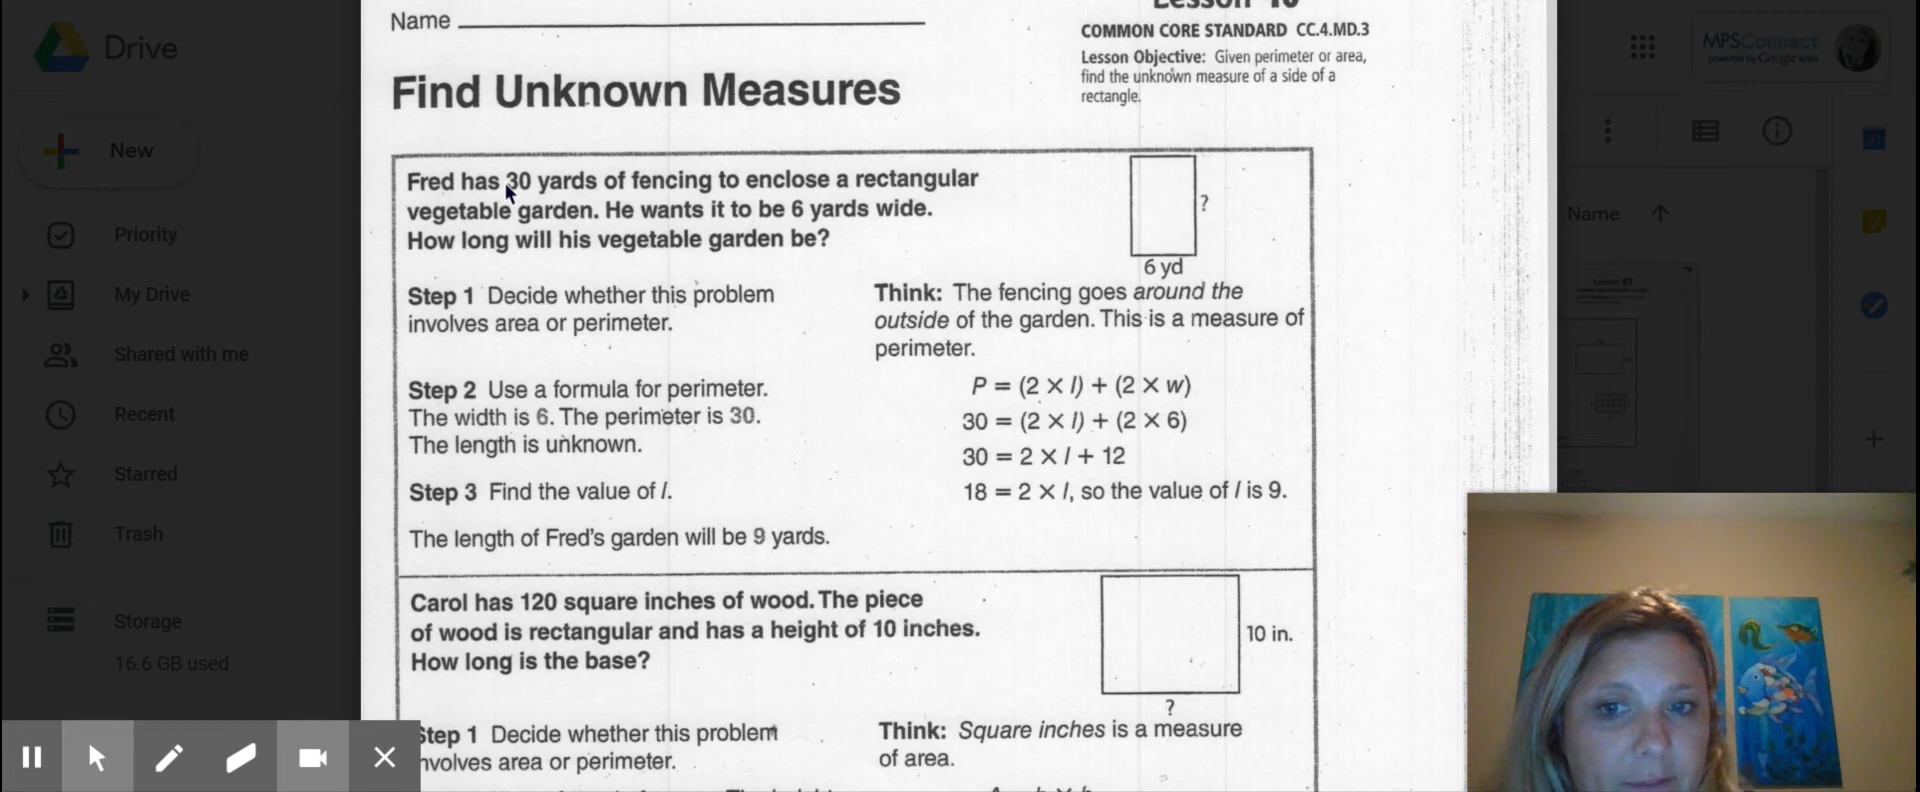 Drive
New
Priority
My Drive
Shared with me
Recent
Starred
Trash
Storage
16.6 GB used
Name
COMMON CORE STANDARD CC.4.MD.3
Lesson Objective: Given perimeter or area,
find the unknown measure of a side of a
rectangle.
Find Unknown Measures
Fred has 30 yards of fencing to enclose a rectangular
vegetable garden. He wants it to be 6 yards wide.
How long will his vegetable garden be?
?
6 yd
Step 1 Decide whether this problem
involves area or perimeter.
Think: The fencing goes around the
outside of the garden. This is a measure of
perimeter.
Step 2 Use a formula for perimeter.
The width is 6. The perimeter is 30.
The length is unknown.
P = (2 × l) + (2 × w)
30 = (2 × l) + (2 × 6)
30 = 2 × l + 12
Step 3 Find the value of l.
18 = 2 × l, so the value of l is 9.
The length of Fred's garden will be 9 yards.
Carol has 120 square inches of wood. The piece
of wood is rectangular and has a height of 10 inches.
How long is the base?
10 in.
?
Step 1 Decide whether this problem
involves area or perimeter.
Think: Square inches is a measure
of area.
MPSConnect
powered by Google apps
Name